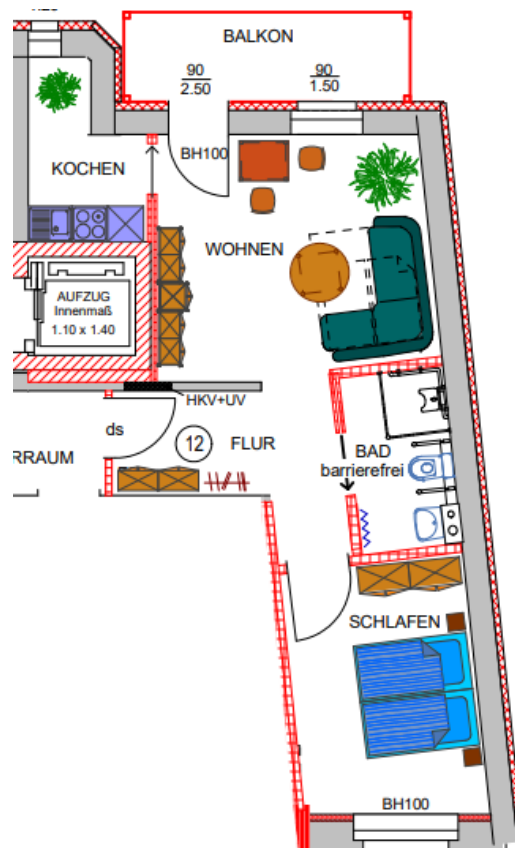 BALKON
90
2.50
90
1.50
KOCHEN
BH100
WOHNEN
AUFZUG
Innenmaß
1.10 x 1.40
HKV+UV
ds
12
FLUR
BAD
barrierefrei
RRAUM
SCHLAFEN
BH100